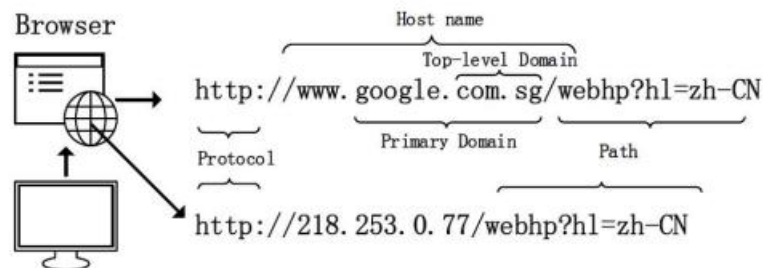 Browser
Host name
Top-level Domain
http://www.google.com.sg/webhp?hl=zh-CN
Primary Domain
Path
Protocol
http://218.253.0.77/webhp?hl=zh-CN